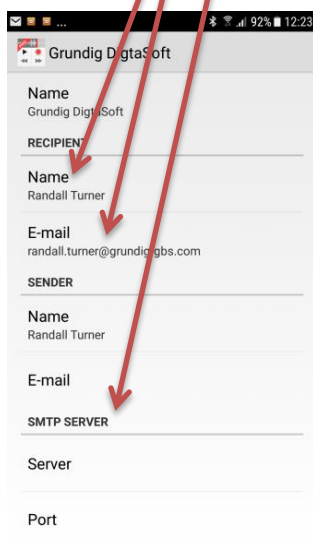 92% 12:23
Grundig DigtaSoft
Name
Grundig DigtaSoft
RECIPIENT
Name
Randall Turner
E-mail
randall.turner@grundig-gbs.com
SENDER
Name
Randall Turner
E-mail
SMTP SERVER
Server
Port